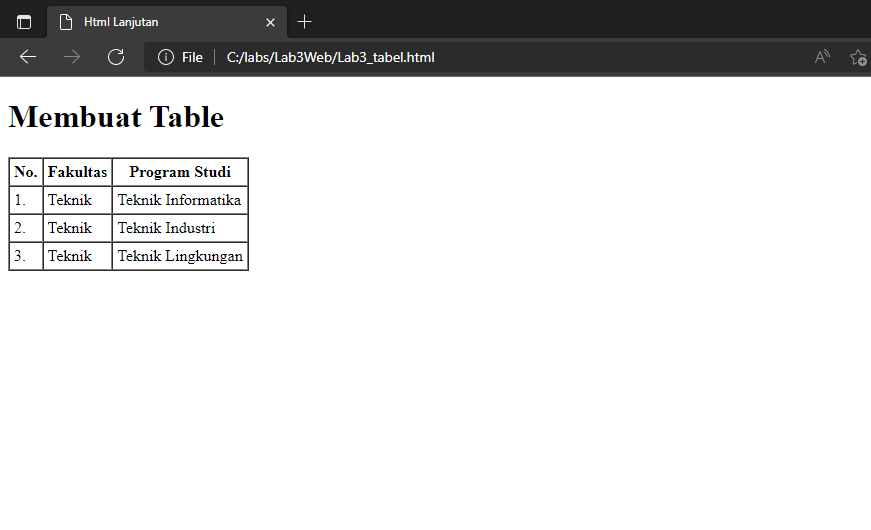 Html Lanjutan
File C:/labs/Lab3Web/Lab3_tabel.html
Membuat Table
No. Fakultas Program Studi
1. Teknik Teknik Informatika
2. Teknik Teknik Industri
3. Teknik Teknik Lingkungan